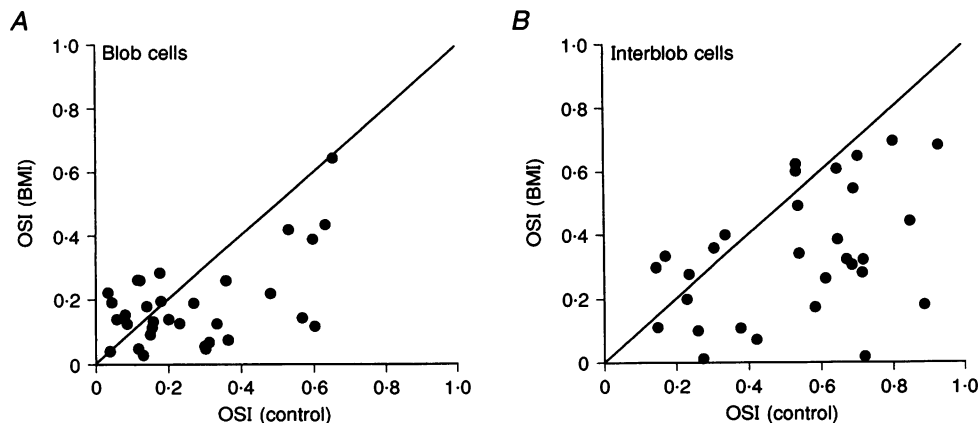 A
Blob cells
1·0
0·8
0·6
0·4
0·2
0
OSI (BMI)
0 0·2 0·4 0·6 0·8 1·0
OSI (control)
B
Interblob cells
1·0
0·8
0·6
0·4
0·2
0
OSI (BMI)
0·2 0·4 0·6 0·8 1·0
OSI (control)